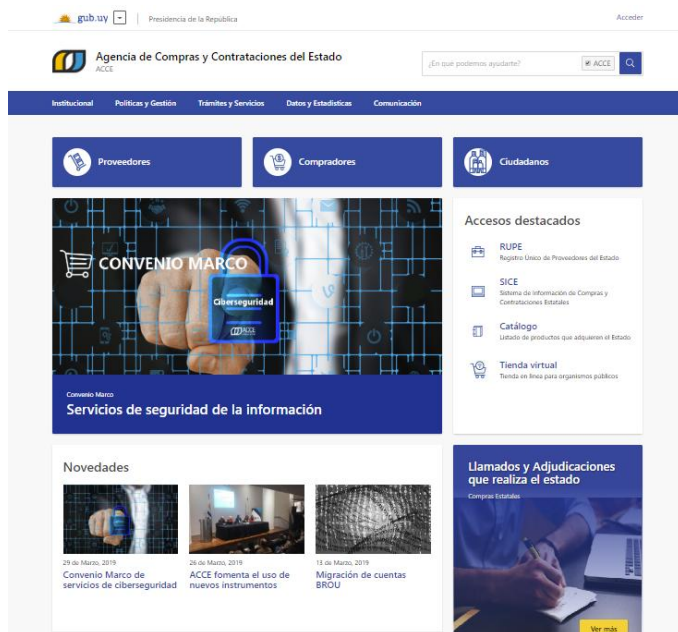 gub.uy
Presidencia de la República
Acceder
Agencia de Compras y Contrataciones del Estado
ACCE
¿En qué podemos ayudarte?
ACCE
Institucional
Políticas y Gestión
Trámites y Servicios
Datos y Estadísticas
Comunicación
Proveedores
Compradores
Ciudadanos
CONVENIO MARCO
Ciberseguridad
ACCE
Convenio Marco
Servicios de seguridad de la información
Accesos destacados
RUPE
Registro Único de Proveedores del Estado
SICE
Sistema de Información de Compras y
Contrataciones Estatales
Catálogo
Listado de productos que adquieren el Estado
Tienda virtual
Tienda en línea para organismos públicos
Novedades
29 de Marzo, 2019
Convenio Marco de
servicios de ciberseguridad
26 de Marzo, 2019
ACCE fomenta el uso de
nuevos instrumentos
13 de Marzo, 2019
Migración de cuentas
BROU
Llamados y Adjudicaciones
que realiza el estado
Compras Estatales
Ver más